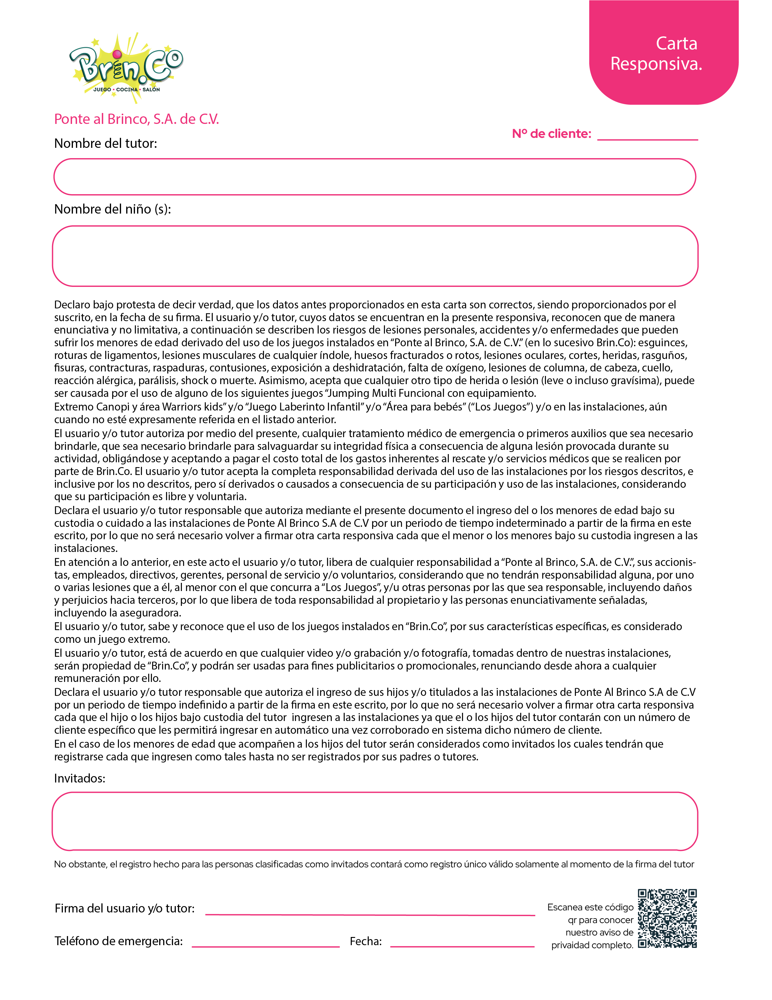 Carta
Responsiva.
Brin.Co
JUEGO • COCINA • SALÓN
Ponte al Brinco, S.A. de C.V.
Nº de cliente:
Nombre del tutor:
Nombre del niño (s):
Declaro bajo protesta de decir verdad, que los datos antes proporcionados en esta carta son correctos, siendo proporcionados por el
suscrito, en la fecha de su firma. El usuario y/o tutor, cuyos datos se encuentran en la presente responsiva, reconocen que de manera
enunciativa y no limitativa, a continuación se describen los riesgos de lesiones personales, accidentes y/o enfermedades que pueden
sufrir los menores de edad derivado del uso de los juegos instalados en “Ponte al Brinco, S.A. de C.V.” (en lo sucesivo Brin.Co): esguinces,
roturas de ligamentos, lesiones musculares de cualquier índole, huesos fracturados o rotos, lesiones oculares, cortes, heridas, rasguños,
fisuras, contracturas, raspaduras, contusiones, exposición a deshidratación, falta de oxígeno, lesiones de columna, de cabeza, cuello,
reacción alérgica, parálisis, shock o muerte. Asimismo, acepta que cualquier otro tipo de herida o lesión (leve o incluso gravísima), puede
ser causada por el uso de alguno de los siguientes juegos “Jumping Multi Funcional con equipamiento.
Extremo Canopi y área Warriors kids” y/o “Juego Laberinto Infantil” y/o “Área para bebés” (“Los Juegos”) y/o en las instalaciones, aún
cuando no esté expresamente referida en el listado anterior.
El usuario y/o tutor autoriza por medio del presente, cualquier tratamiento médico de emergencia o primeros auxilios que sea necesario
brindarle, que sea necesario brindarle para salvaguardar su integridad física a consecuencia de alguna lesión provocada durante su
actividad, obligándose y aceptando a pagar el costo total de los gastos inherentes al rescate y/o servicios médicos que se realicen por
parte de Brin.Co. El usuario y/o tutor acepta la completa responsabilidad derivada del uso de las instalaciones por los riesgos descritos, e
inclusive por los no descritos, pero sí derivados o causados a consecuencia de su participación y uso de las instalaciones, considerando
que su participación es libre y voluntaria.
Declara el usuario y/o tutor responsable que autoriza mediante el presente documento el ingreso del o los menores de edad bajo su
custodia o cuidado a las instalaciones de Ponte Al Brinco S.A de C.V por un periodo de tiempo indeterminado a partir de la firma en este
escrito, por lo que no será necesario volver a firmar otra carta responsiva cada que el menor o los menores bajo su custodia ingresen a las
instalaciones.
En atención a lo anterior, en este acto el usuario y/o tutor, libera de cualquier responsabilidad a “Ponte al Brinco, S.A. de C.V.”, sus accionis-
tas, empleados, directivos, gerentes, personal de servicio y/o voluntarios, considerando que no tendrán responsabilidad alguna, por uno
o varias lesiones que a él, al menor con el que concurra a “Los Juegos”, y/u otras personas por las que sea responsable, incluyendo daños
y perjuicios hacia terceros, por lo que libera de toda responsabilidad al propietario y las personas enunciativamente señaladas,
incluyendo la aseguradora.
El usuario y/o tutor, sabe y reconoce que el uso de los juegos instalados en “Brin.Co”, por sus características específicas, es considerado
como un juego extremo.
El usuario y/o tutor, está de acuerdo en que cualquier video y/o grabación y/o fotografía, tomadas dentro de nuestras instalaciones,
serán propiedad de “Brin.Co”, y podrán ser usadas para fines publicitarios o promocionales, renunciando desde ahora a cualquier
remuneración por ello.
Declara el usuario y/o tutor responsable que autoriza el ingreso de sus hijos y/o titulados a las instalaciones de Ponte Al Brinco S.A de C.V
por un periodo de tiempo indefinido a partir de la firma en este escrito, por lo que no será necesario volver a firmar otra carta responsiva
cada que el hijo o los hijos bajo custodia del tutor ingresen a las instalaciones ya que el o los hijos del tutor contarán con un número de
cliente específico que les permitirá ingresar en automático una vez corroborado en sistema dicho número de cliente.
En el caso de los menores de edad que acompañen a los hijos del tutor serán considerados como invitados los cuales tendrán que
registrarse cada que ingresen como tales hasta no ser registrados por sus padres o tutores.
Invitados:
No obstante, el registro hecho para las personas clasificadas como invitados contará como registro único válido solamente al momento de la firma del tutor
Firma del usuario y/o tutor:
Teléfono de emergencia:
Fecha:
Escanea este código
qr para conocer
nuestro aviso de
privaidad completo.